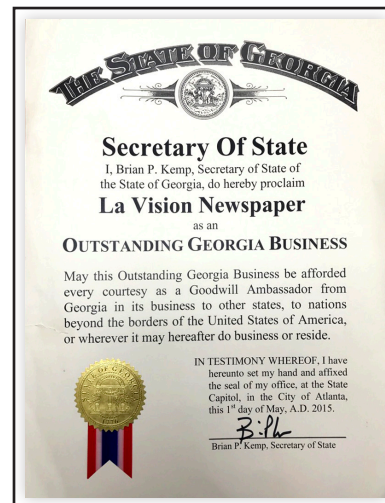 THE STATE OF GEORGIA
Secretary Of State
I, Brian P. Kemp, Secretary of State of
the State of Georgia, do hereby proclaim
La Vision Newspaper
as an
OUTSTANDING GEORGIA BUSINESS
May this Outstanding Georgia Business be afforded
every courtesy as a Goodwill Ambassador from
Georgia in its business to other states, to nations
beyond the borders of the United States of America,
or wherever it may hereafter do business or reside.
IN TESTIMONY WHEREOF, I have
hereunto set my hand and affixed
the seal of my office, at the State
Capitol, in the City of Atlanta,
this 1st day of May, A.D. 2015.
Brian P. Kemp, Secretary of State